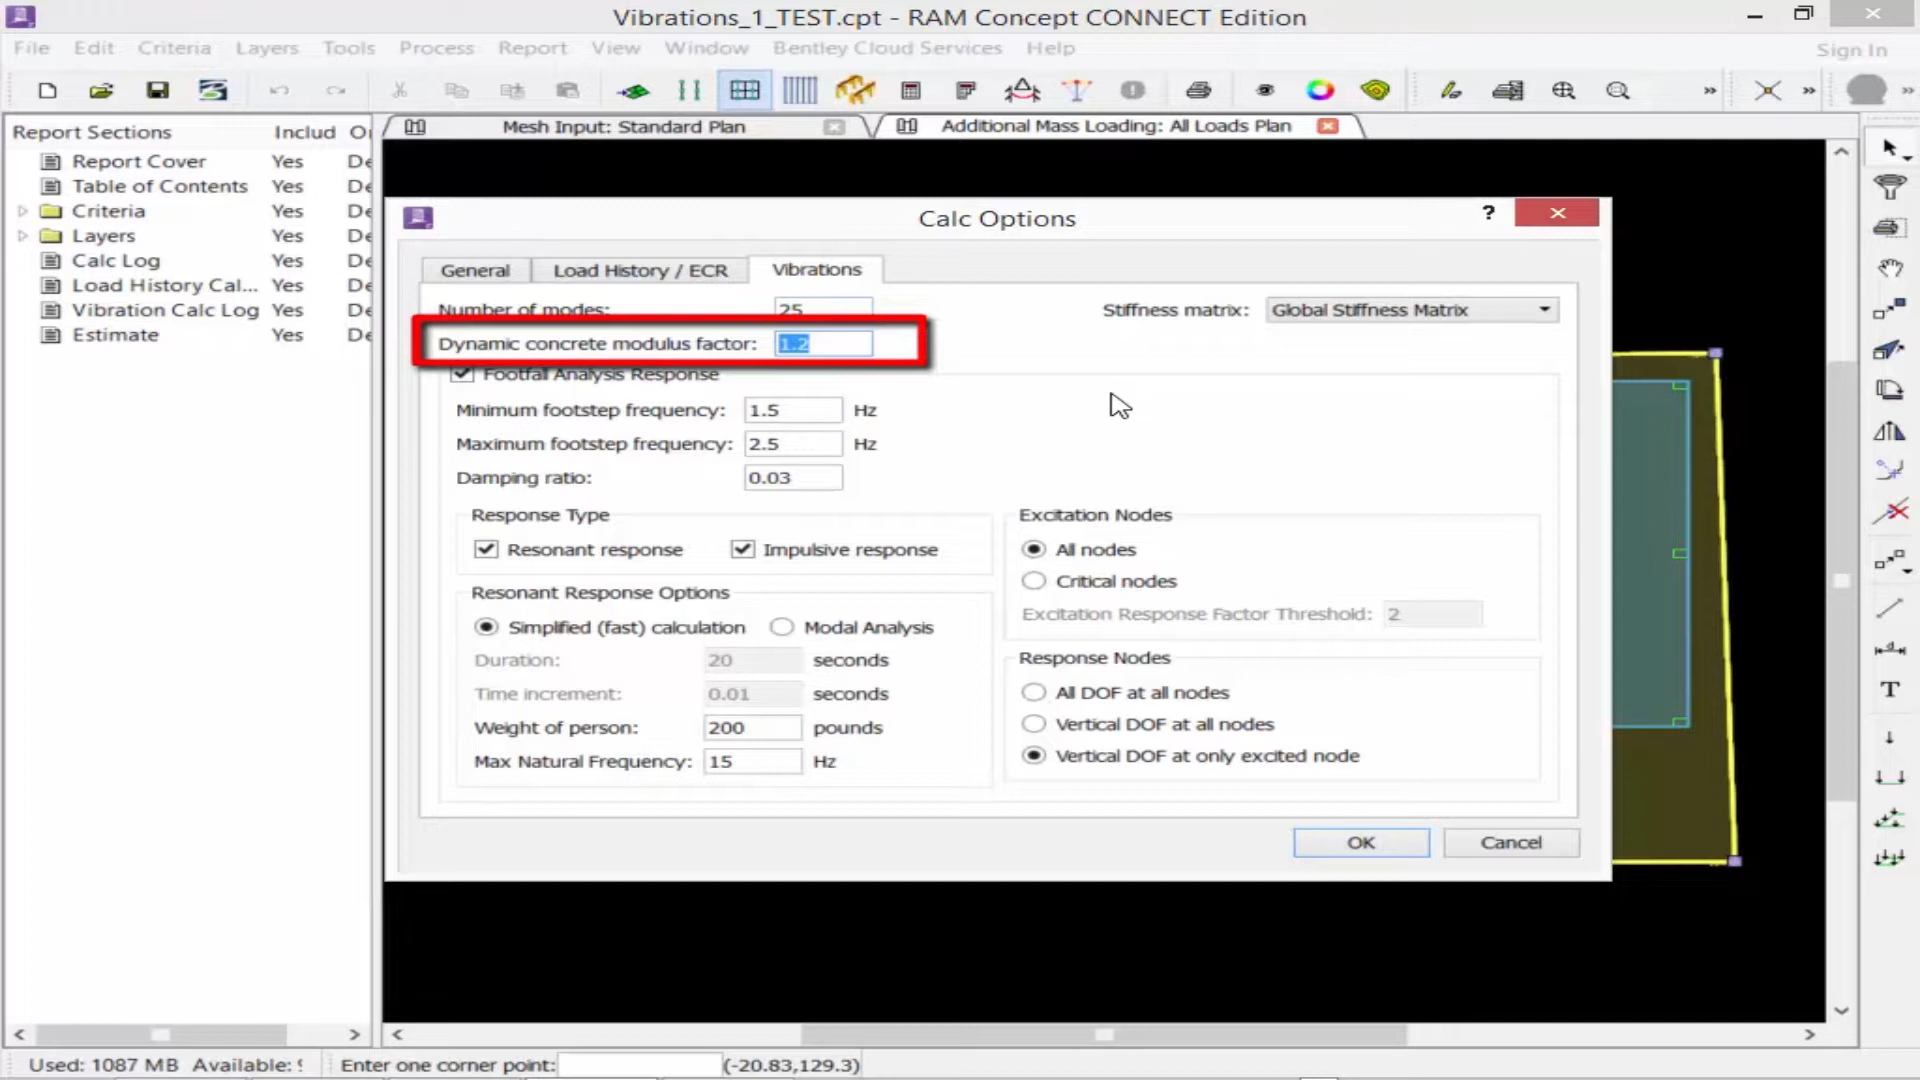 Vibrations_1_TEST.cpt - RAM Concept CONNECT Edition
File Edit Criteria Layers Tools Process Report View Window Bentley Cloud Services Help Sign In
Report Sections Includ
Mesh Input: Standard Plan
Additional Mass Loading: All Loads Plan
Report Cover Yes De
Table of Contents Yes De
Criteria Yes De
Layers Yes De
Calc Log Yes De
Load History Cal... Yes De
Vibration Calc Log Yes De
Estimate Yes De
Calc Options
?
General Load History / ECR Vibrations
Number of modes: 25
Stiffness matrix: Global Stiffness Matrix
Dynamic concrete modulus factor: 1.2
Footfall Analysis Response
Minimum footstep frequency: 1.5 Hz
Maximum footstep frequency: 2.5 Hz
Damping ratio: 0.03
Response Type
Resonant response Impulsive response
Resonant Response Options
Simplified (fast) calculation Modal Analysis
Duration: 20 seconds
Time increment: 0.01 seconds
Weight of person: 200 pounds
Max Natural Frequency: 15 Hz
Excitation Nodes
All nodes
Critical nodes
Excitation Response Factor Threshold: 2
Response Nodes
All DOF at all nodes
Vertical DOF at all nodes
Vertical DOF at only excited node
OK Cancel
T
Used: 1087 MB Available: Enter one corner point: (-20.83,129.3)